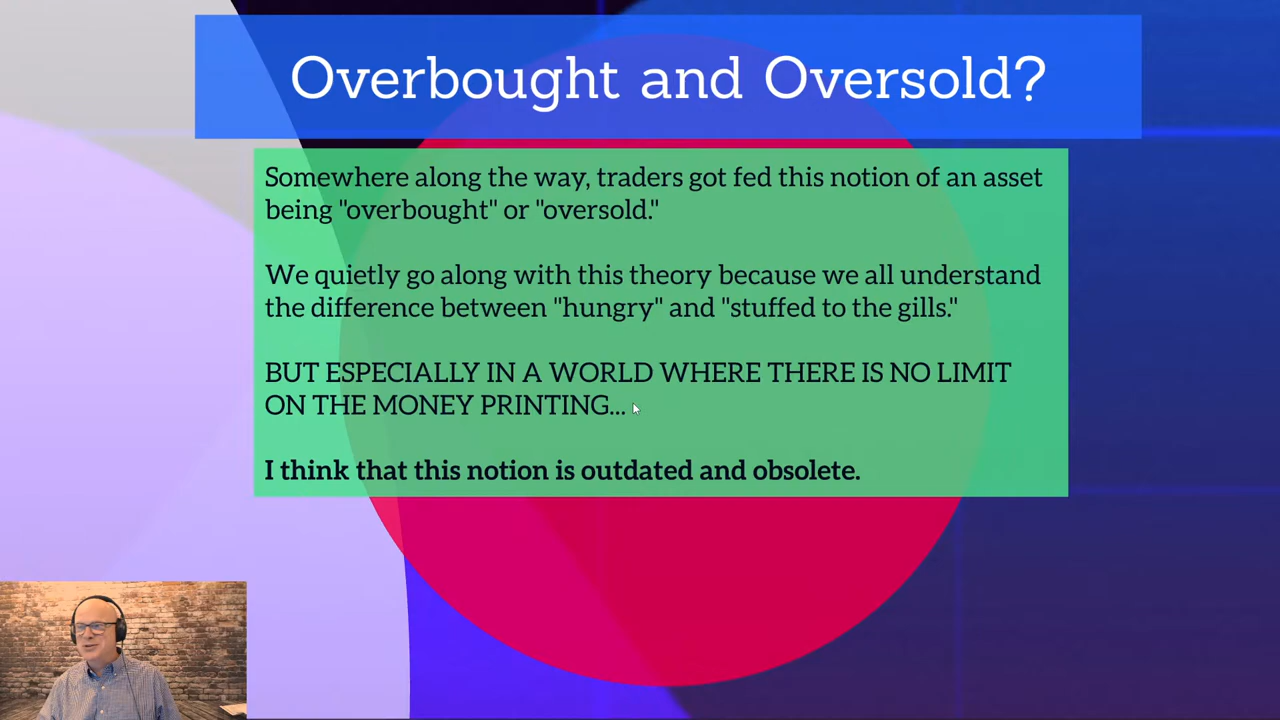 Overbought and Oversold?
Somewhere along the way, traders got fed this notion of an asset
being "overbought" or "oversold."
We quietly go along with this theory because we all understand
the difference between "hungry" and "stuffed to the gills."
BUT ESPECIALLY IN A WORLD WHERE THERE IS NO LIMIT
ON THE MONEY PRINTING...
I think that this notion is outdated and obsolete.